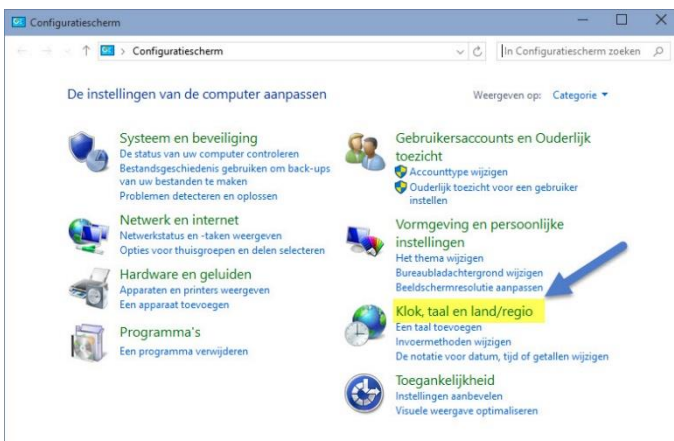 Configuratiescherm
Configuratiescherm
In Configuratiescherm zoeken
De instellingen van de computer aanpassen
Weergeven op: Categorie
Systeem en beveiliging
De status van uw computer controleren
Bestandsgeschiedenis gebruiken om back-ups
van uw bestanden te maken
Problemen detecteren en oplossen
Netwerk en internet
Netwerkstatus en -taken weergeven
Opties voor thuisgroepen en delen selecteren
Hardware en geluiden
Apparaten en printers weergeven
Een apparaat toevoegen
Programma's
Een programma verwijderen
Gebruikersaccounts en Ouderlijk
toezicht
Accounttype wijzigen
Ouderlijk toezicht voor een gebruiker
instellen
Vormgeving en persoonlijke
instellingen
Het thema wijzigen
Bureaubladachtergrond wijzigen
Beeldschermresolutie aanpassen
Klok, taal en land/regio
Een taal toevoegen
Invoermethoden wijzigen
De notatie voor datum, tijd of getallen wijzigen
Toegankelijkheid
Instellingen aanbevelen
Visuele weergave optimaliseren